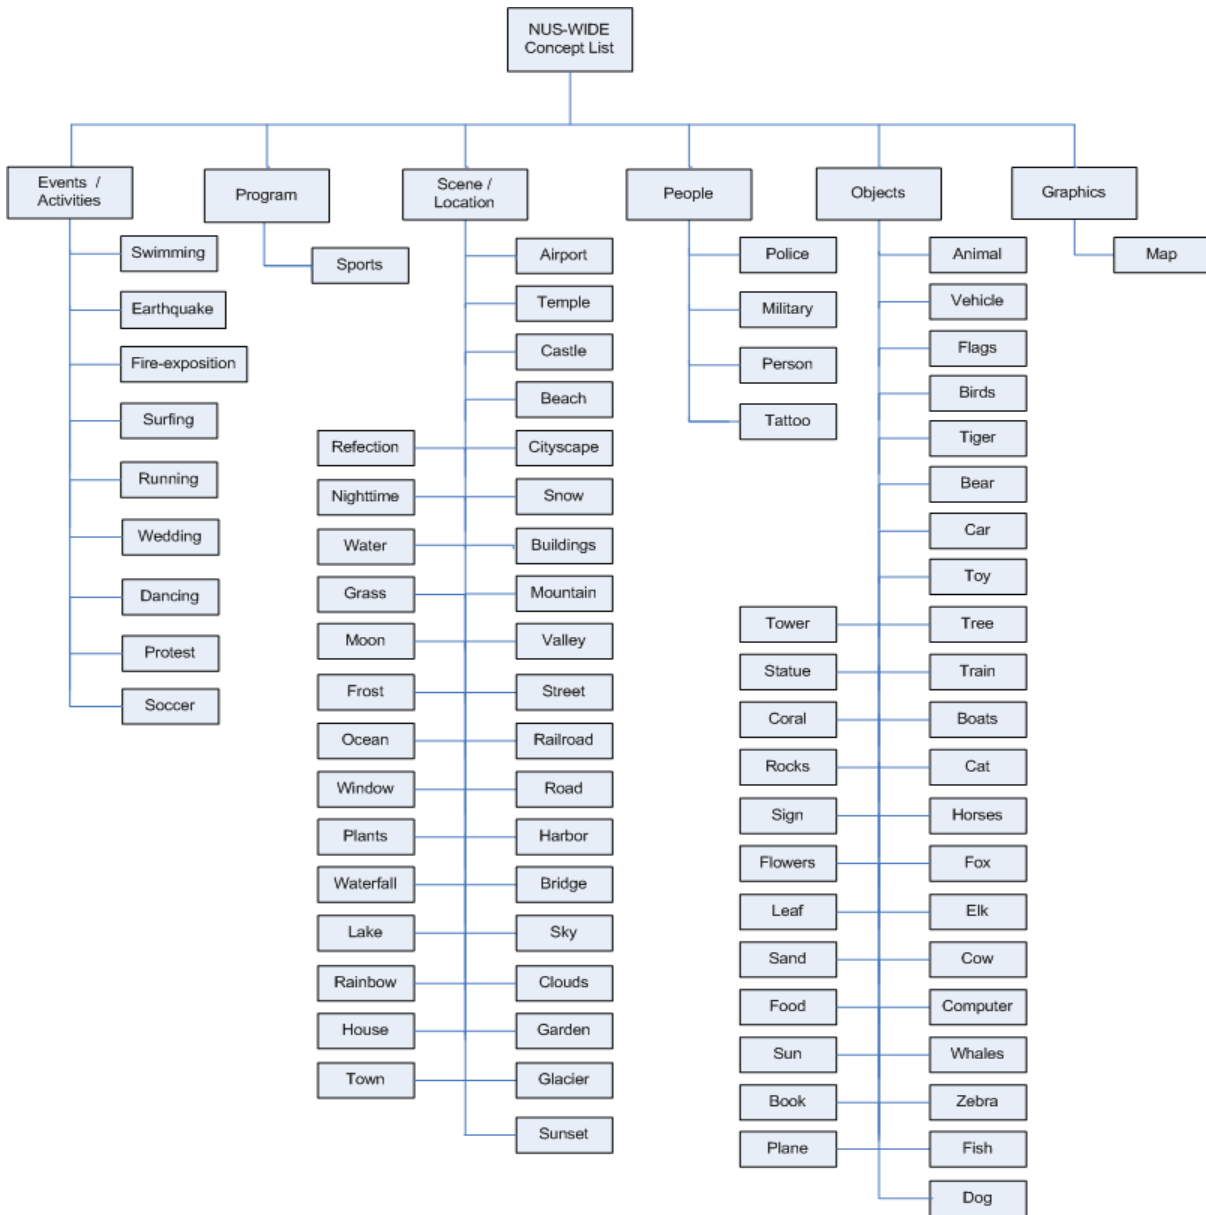 NUS-WIDE
Concept List
Events /
Activities
Swimming
Earthquake
Fire-exposition
Surfing
Running
Wedding
Dancing
Protest
Soccer
Program
Sports
Scene /
Location
Airport
Temple
Castle
Beach
Refection
Cityscape
Nighttime
Snow
Water
Buildings
Grass
Mountain
Moon
Valley
Frost
Street
Ocean
Railroad
Window
Road
Plants
Harbor
Waterfall
Bridge
Lake
Sky
Rainbow
Clouds
House
Garden
Town
Glacier
Sunset
People
Police
Military
Person
Tattoo
Objects
Animal
Vehicle
Flags
Birds
Tiger
Bear
Car
Toy
Tower
Tree
Statue
Train
Coral
Boats
Rocks
Cat
Sign
Horses
Flowers
Fox
Leaf
Elk
Sand
Cow
Food
Computer
Sun
Whales
Book
Zebra
Plane
Fish
Dog
Graphics
Map